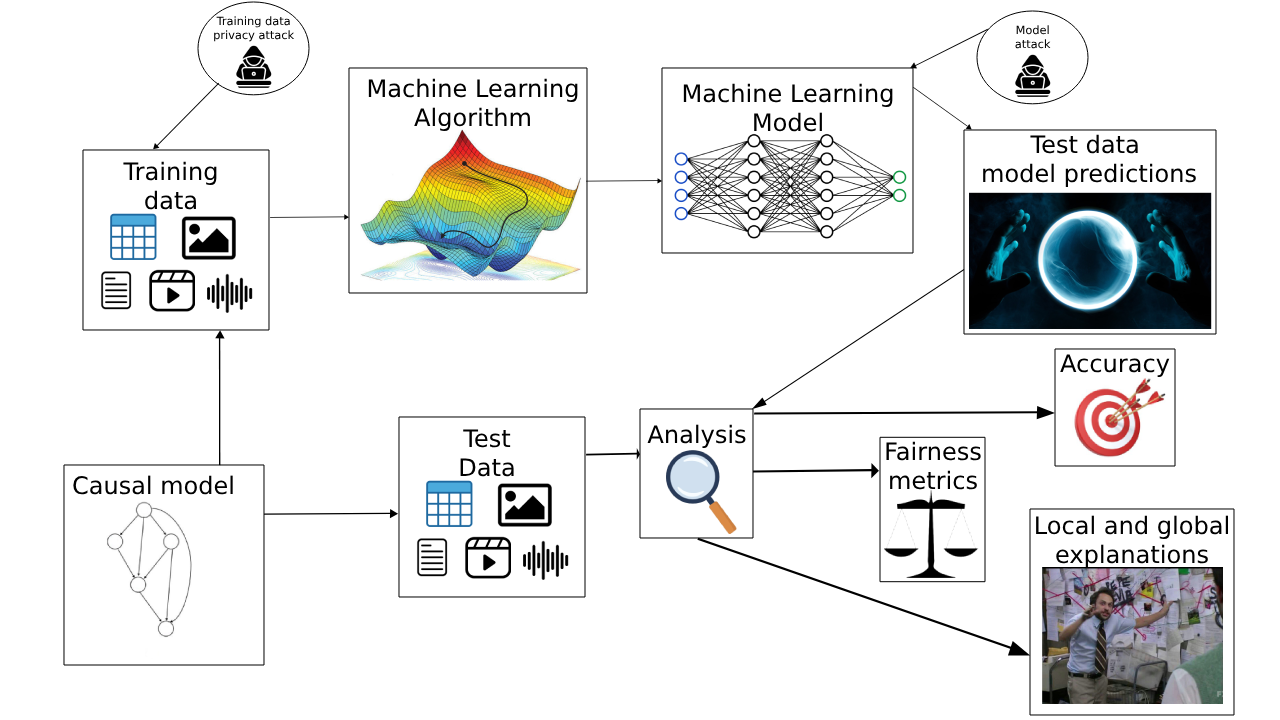 Training data
privacy attack
Model
attack
Machine Learning
Algorithm
Machine Learning
Model
Training
data
Test data
model predictions
Accuracy
Test
Data
Analysis
Fairness
metrics
Causal model
Local and global
explanations